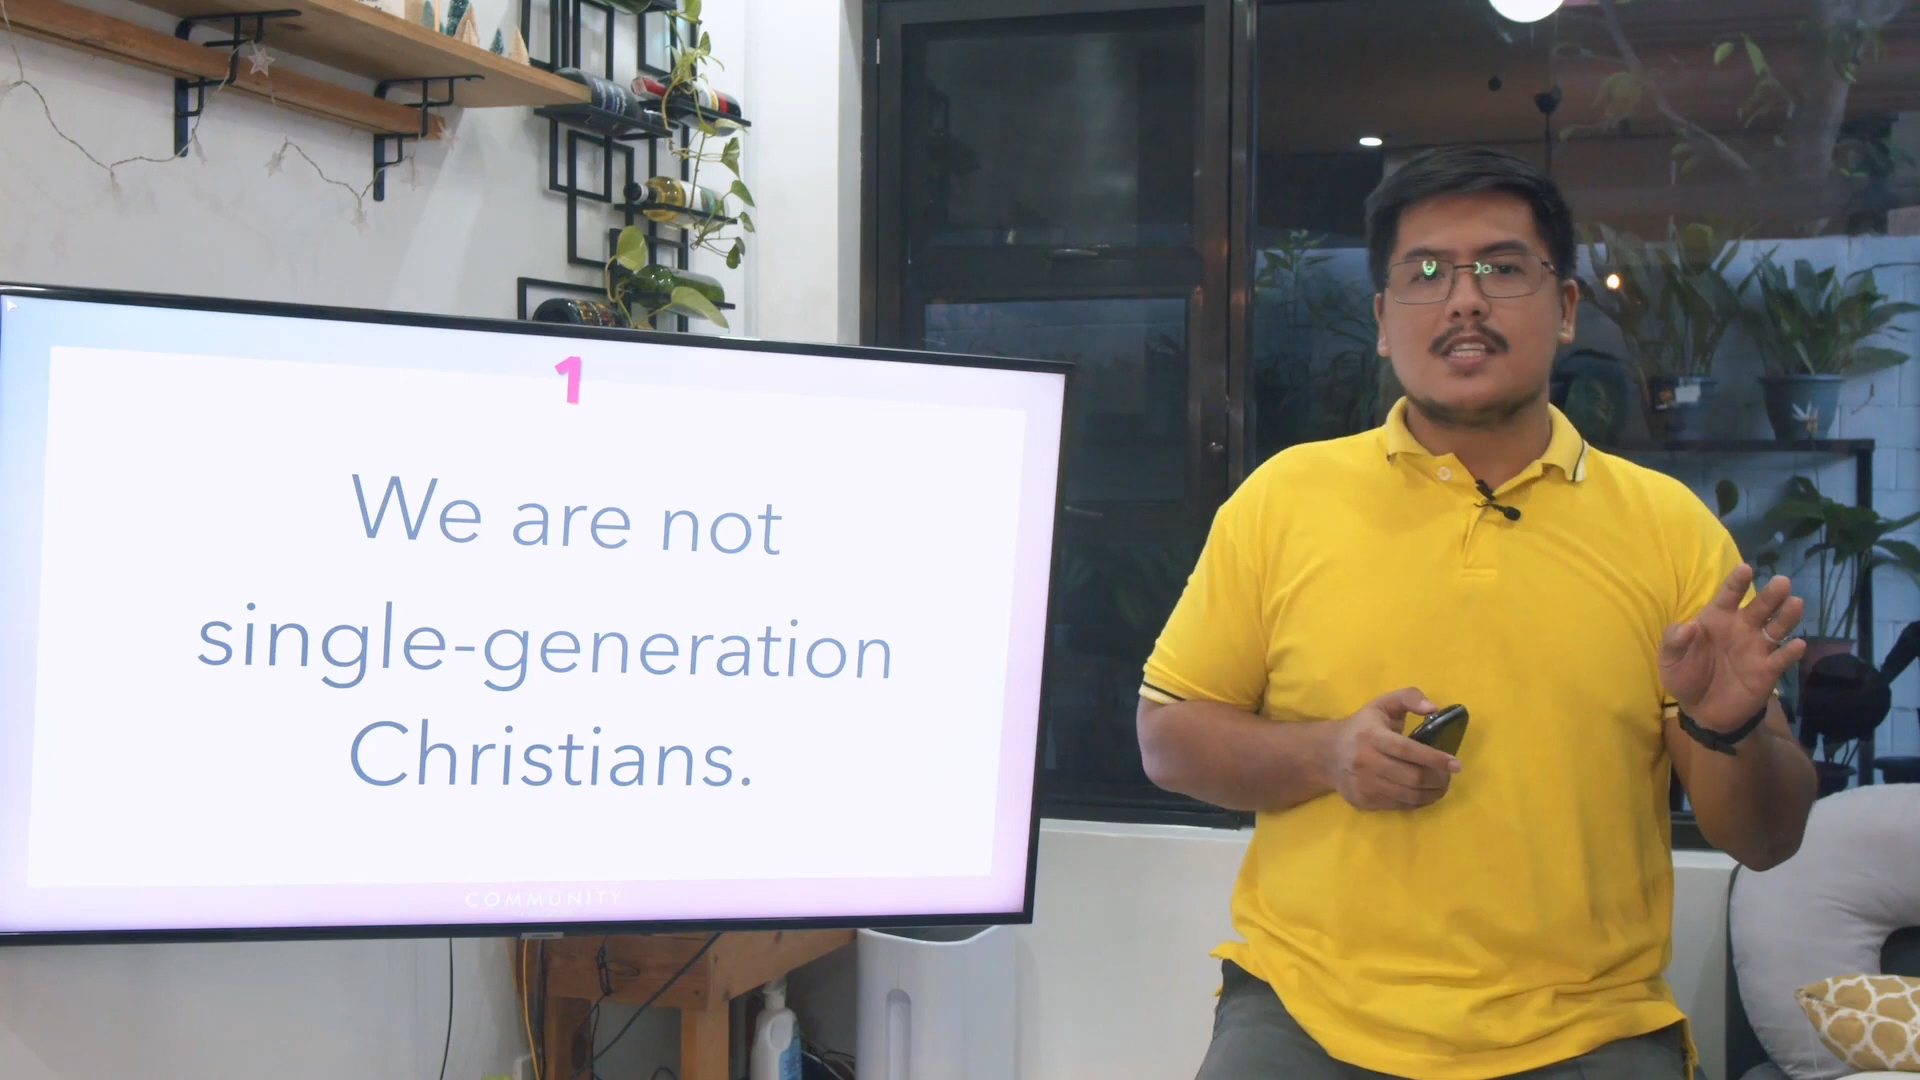 1
We are not
single-generation
Christians.
COMMUNITY